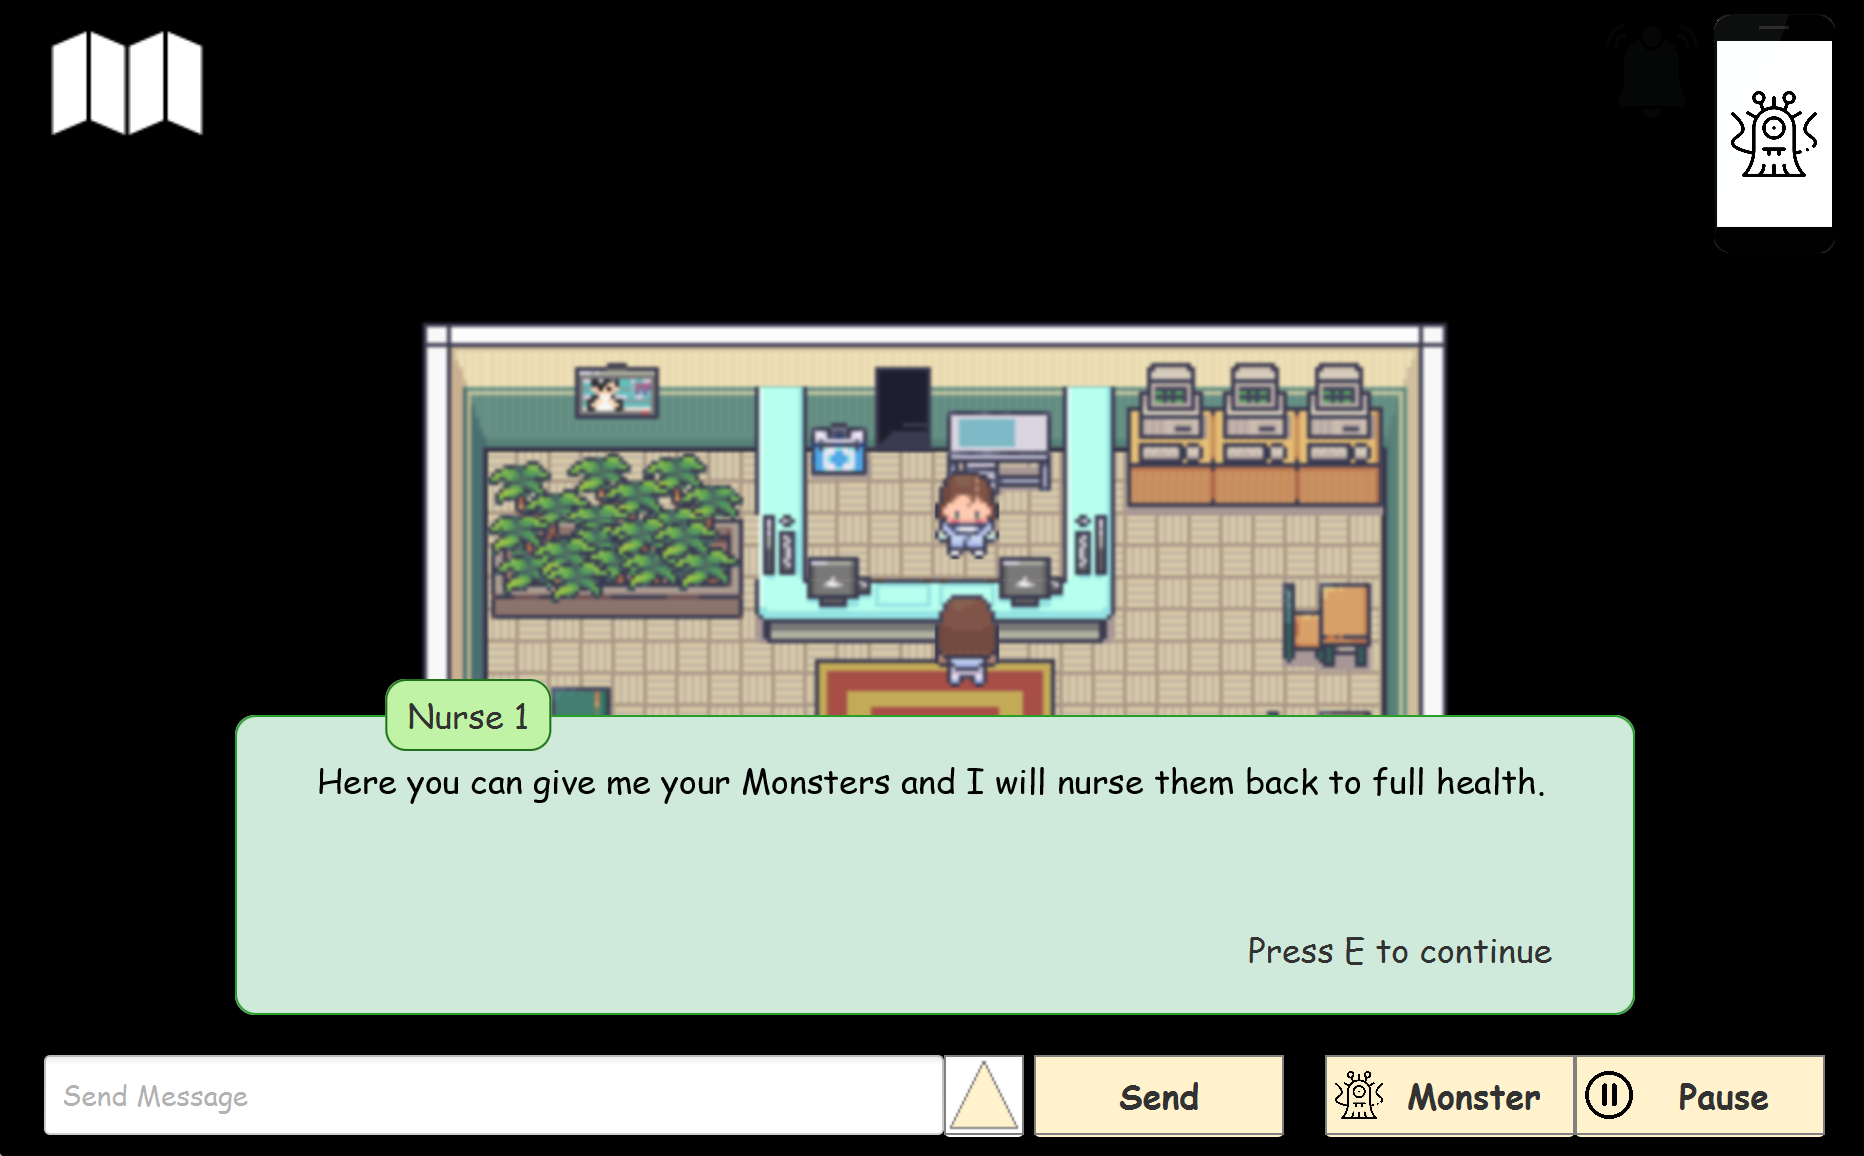 Nurse 1
Here you can give me your Monsters and I will nurse them back to full health.
Press E to continue
Send Message
Send
Monster
Pause